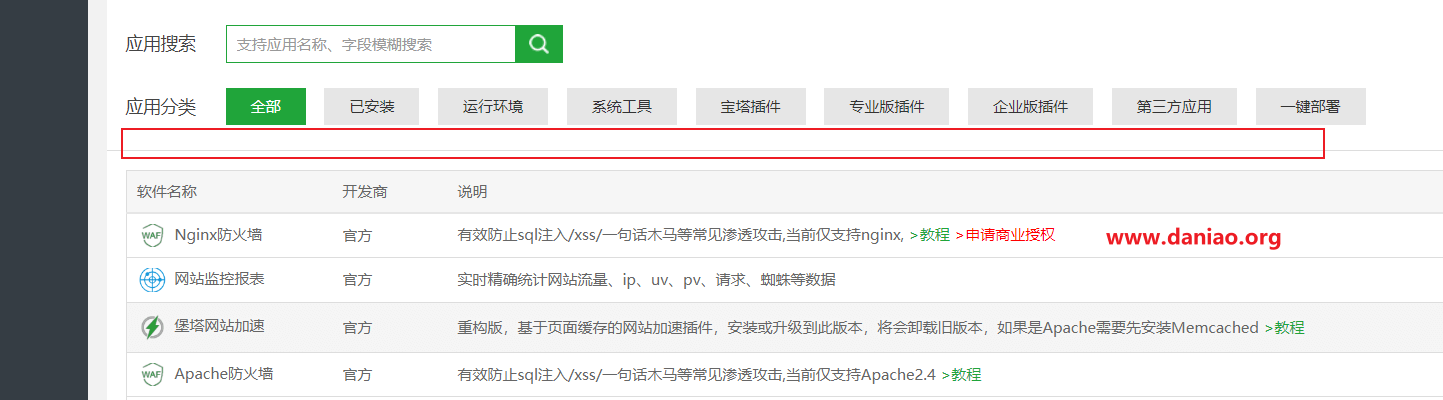 应用搜索 支持应用名称、字段模糊搜索
应用分类 全部 已安装 运行环境 系统工具 宝塔插件 专业版插件 企业版插件 第三方应用 一键部署
软件名称 开发商 说明
WAF Nginx防火墙 官方 有效防止sql注入/xss/一句话木马等常见渗透攻击,当前仅支持nginx, >教程 >申请商业授权 www.daniao.org
网站监控报表 官方 实时精确统计网站流量、ip、uv、pv、请求、蜘蛛等数据
堡塔网站加速 官方 重构版，基于页面缓存的网站加速插件，安装或升级到此版本，将会卸载旧版本，如果是Apache需要先安装Memcached >教程
WAF Apache防火墙 官方 有效防止sql注入/xss/一句话木马等常见渗透攻击,当前仅支持Apache2.4 >教程